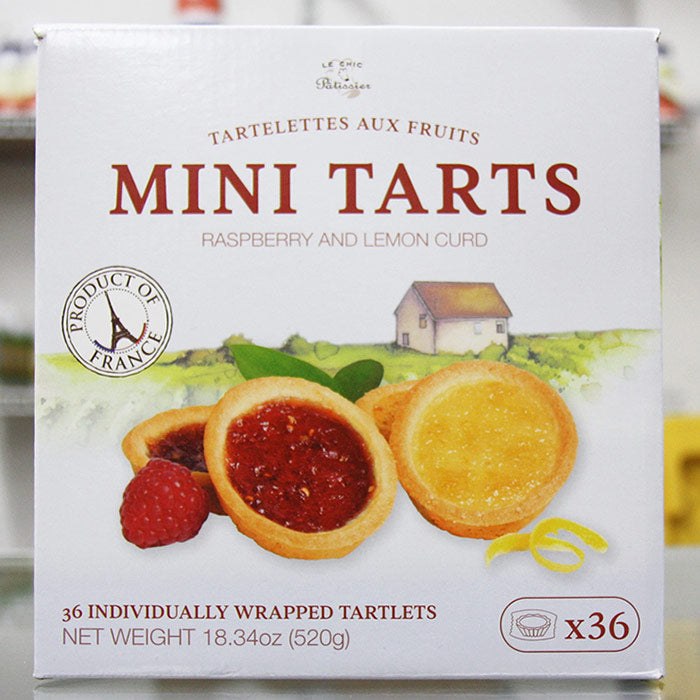 LE CHIC
Pâtissier
TARTELETTES AUX FRUITS
MINI TARTS
RASPBERRY AND LEMON CURD
PRODUCT OF
FRANCE
36 INDIVIDUALLY WRAPPED TARTLETS
NET WEIGHT 18.34oz (520g)
x36